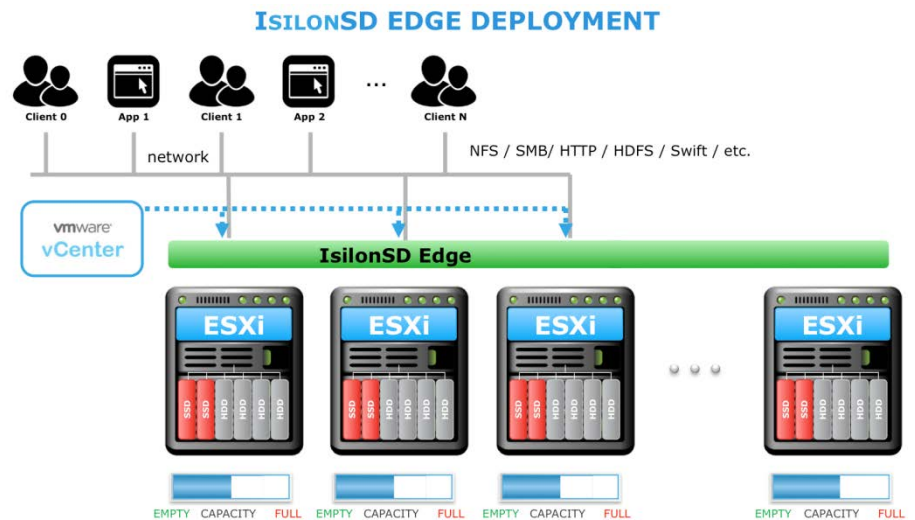 ISILONSD EDGE DEPLOYMENT
Client 0 App 1 Client 1 App 2 ... Client N
network
NFS / SMB/ HTTP / HDFS / Swift / etc.
vmware
vCenter
IsilonSD Edge
ESXi ESXi ESXi ESXi
SSD SSD HDD HDD HDD HDD SSD SSD HDD HDD HDD HDD SSD SSD HDD HDD HDD HDD SSD SSD HDD HDD HDD HDD
EMPTY CAPACITY FULL EMPTY CAPACITY FULL EMPTY CAPACITY FULL EMPTY CAPACITY FULL